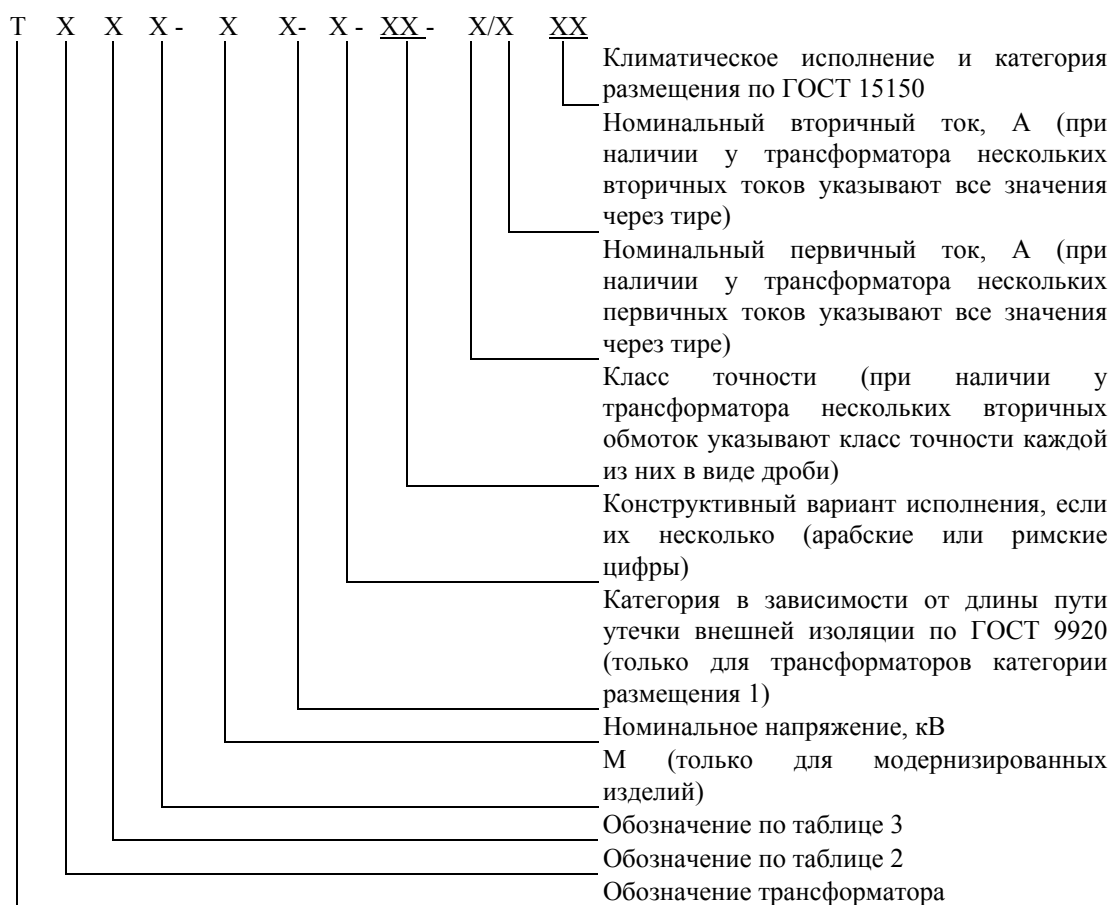 Т Х Х Х - Х Х- Х - ХХ - Х/Х ХХ
Климатическое исполнение и категория
размещения по ГОСТ 15150
Номинальный вторичный ток, А (при
наличии у трансформатора нескольких
вторичных токов указывают все значения
через тире)
Номинальный первичный ток, А (при
наличии у трансформатора нескольких
первичных токов указывают все значения
через тире)
Класс точности (при наличии у
трансформатора нескольких вторичных
обмоток указывают класс точности каждой
из них в виде дроби)
Конструктивный вариант исполнения, если
их несколько (арабские или римские
цифры)
Категория в зависимости от длины пути
утечки внешней изоляции по ГОСТ 9920
(только для трансформаторов категории
размещения 1)
Номинальное напряжение, кВ
М (только для модернизированных
изделий)
Обозначение по таблице 3
Обозначение по таблице 2
Обозначение трансформатора